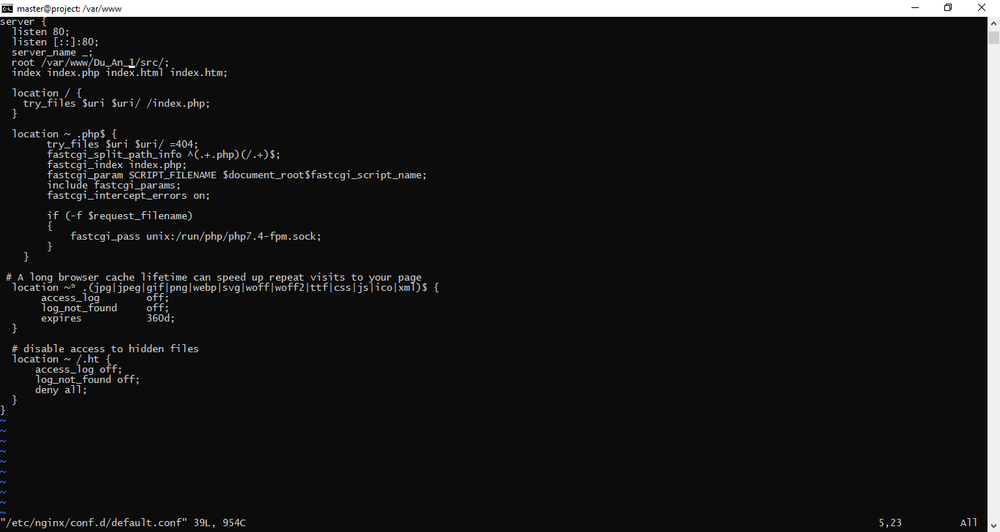 master@project: /var/www
server {
  listen 80;
  listen [::]:80;
  server_name _;
  root /var/www/Du_An_1/src/;
  index index.php index.html index.htm;

  location / {
    try_files $uri $uri/ /index.php;
  }

  location ~ .php$ {
        try_files $uri $uri/ =404;
        fastcgi_split_path_info ^(.+.php)(/.+)$;
        fastcgi_index index.php;
        fastcgi_param SCRIPT_FILENAME $document_root$fastcgi_script_name;
        include fastcgi_params;
        fastcgi_intercept_errors on;

        if (-f $request_filename)
        {
            fastcgi_pass unix:/run/php/php7.4-fpm.sock;
        }
    }

 # A long browser cache lifetime can speed up repeat visits to your page
  location ~* .(jpg|jpeg|gif|png|webp|svg|woff|woff2|ttf|css|js|ico|xml)$ {
       access_log        off;
       log_not_found     off;
       expires           360d;
  }

  # disable access to hidden files
  location ~ /.ht {
      access_log off;
      log_not_found off;
      deny all;
  }
}
~
~
~
~
~
~
~
~
~
~
"/etc/nginx/conf.d/default.conf" 39L, 954C 5,23 All